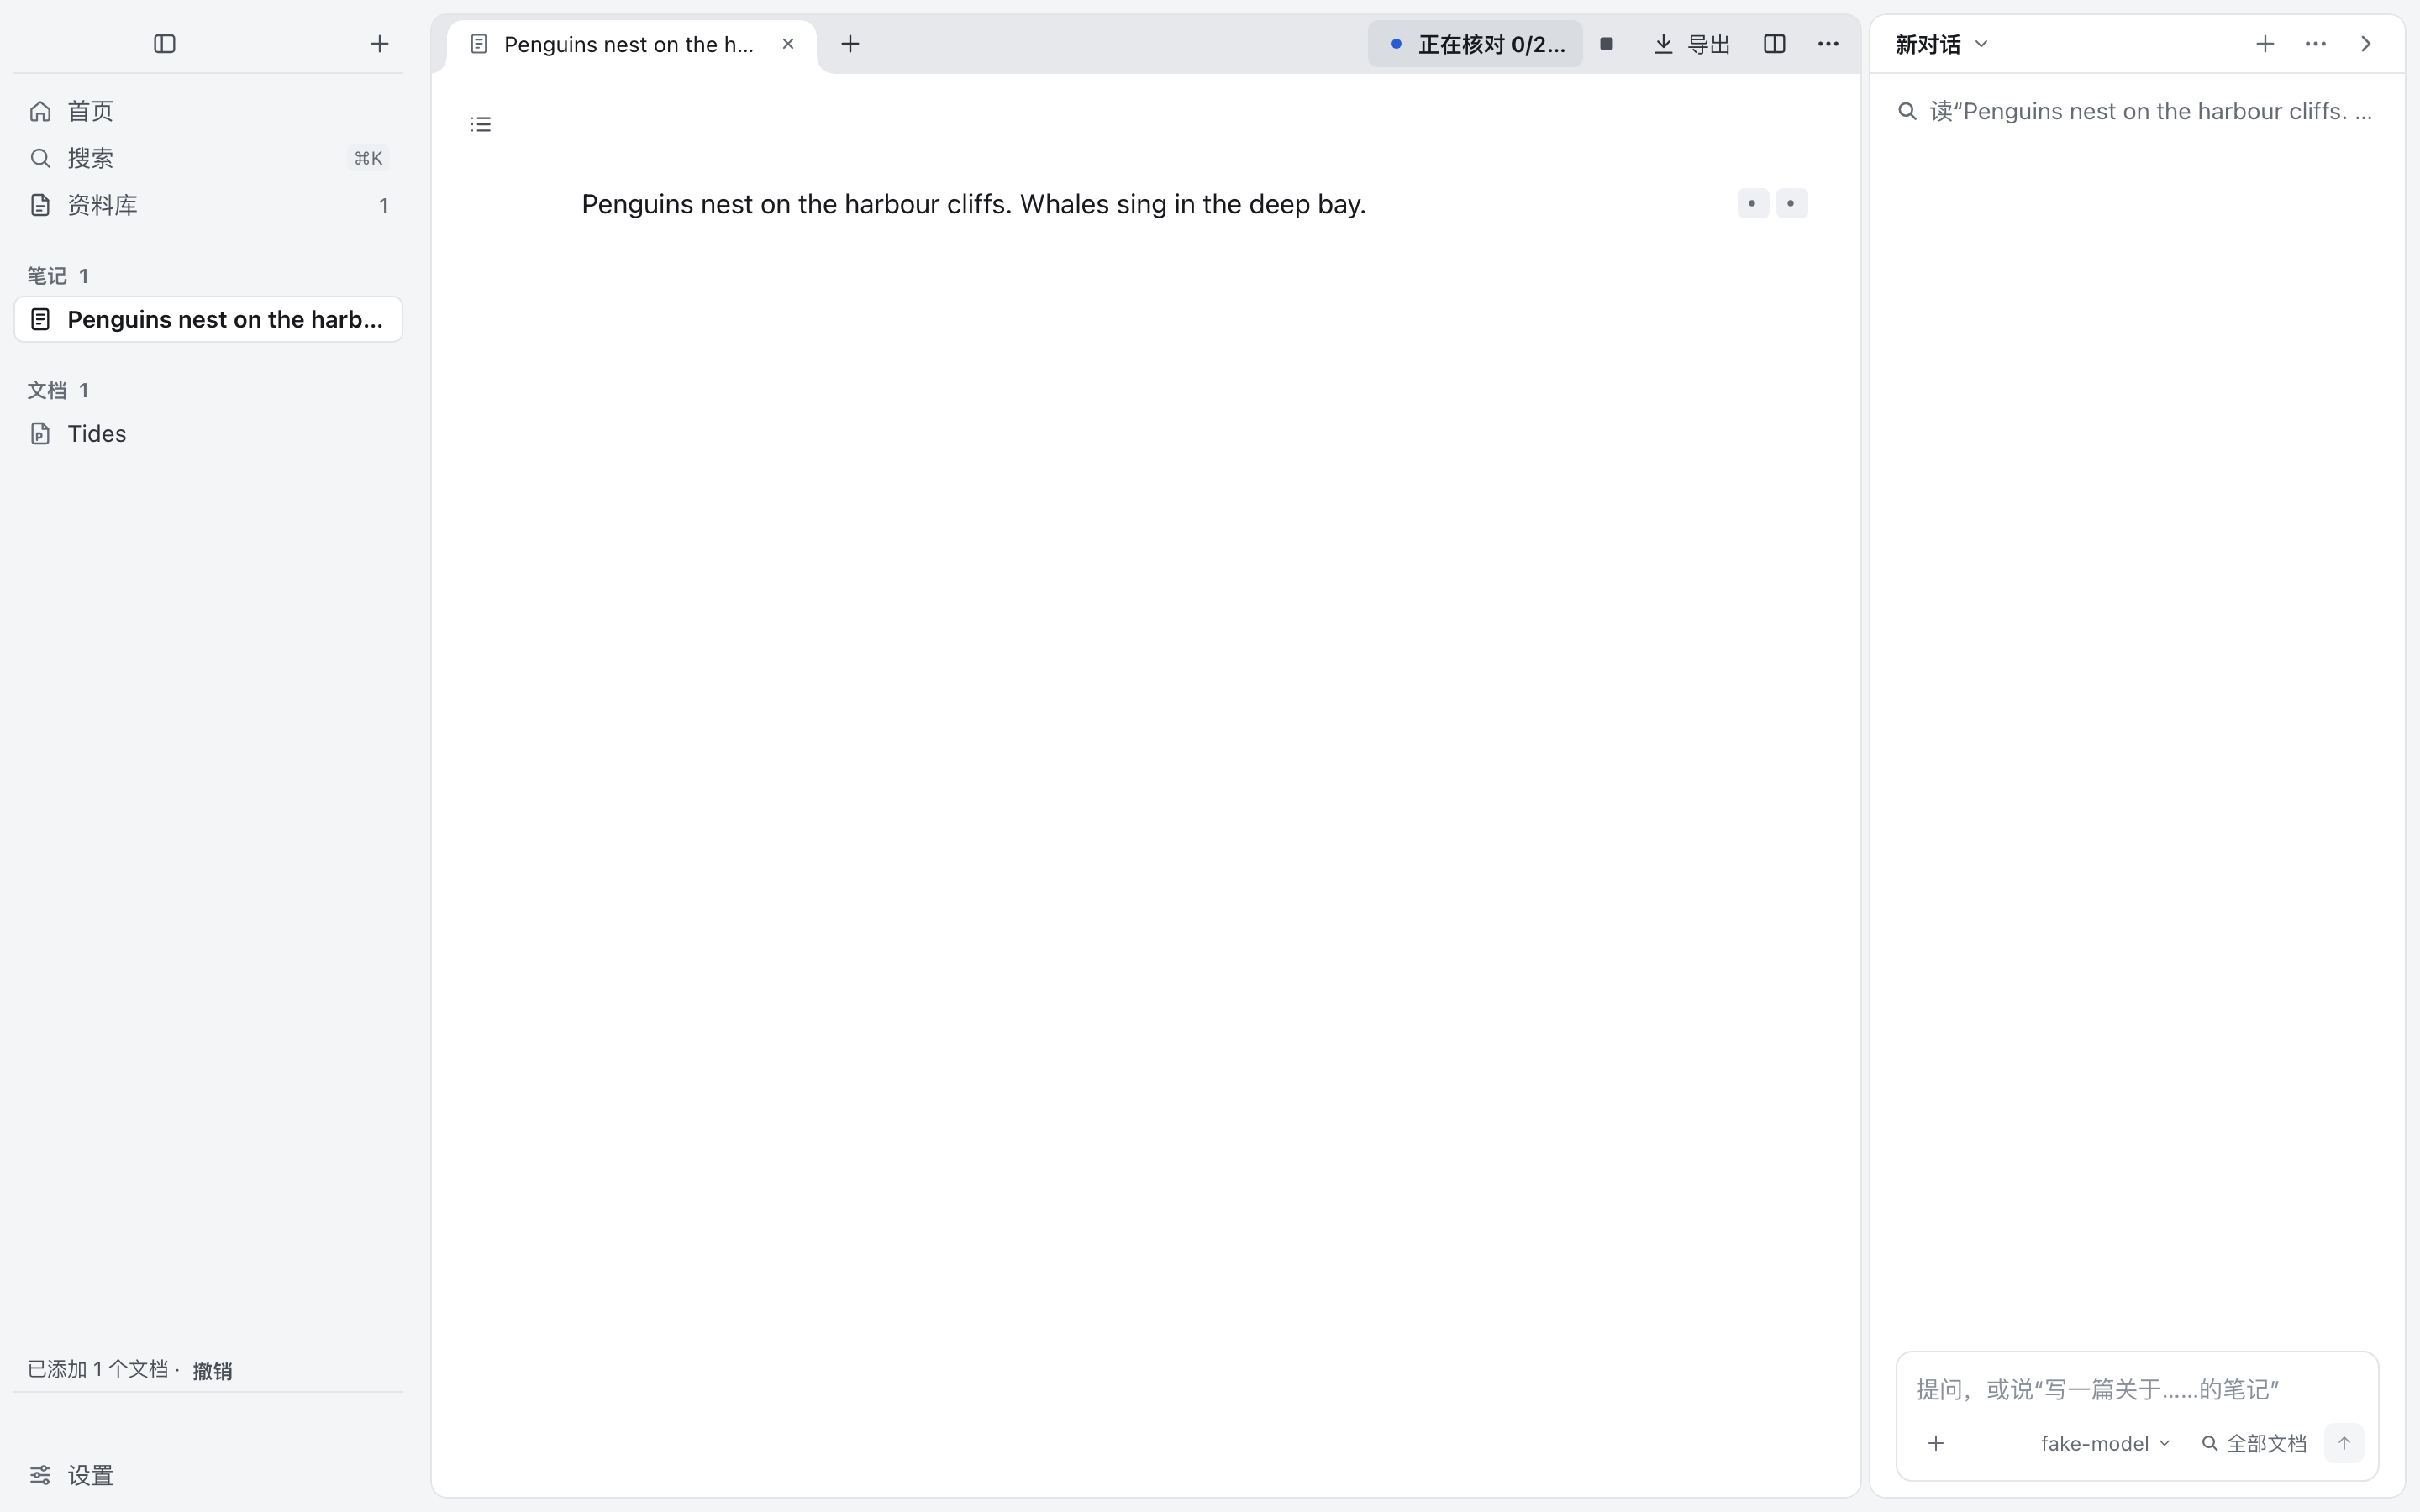 首页
搜索 ⌘K
资料库 1
笔记 1
Penguins nest on the harb...
文档 1
Tides
已添加 1 个文档 · 撤销
设置
Penguins nest on the h...
正在核对 0/2...
导出
Penguins nest on the harbour cliffs. Whales sing in the deep bay.
新对话
读“Penguins nest on the harbour cliffs. ...
提问，或说“写一篇关于……的笔记”
fake-model
全部文档